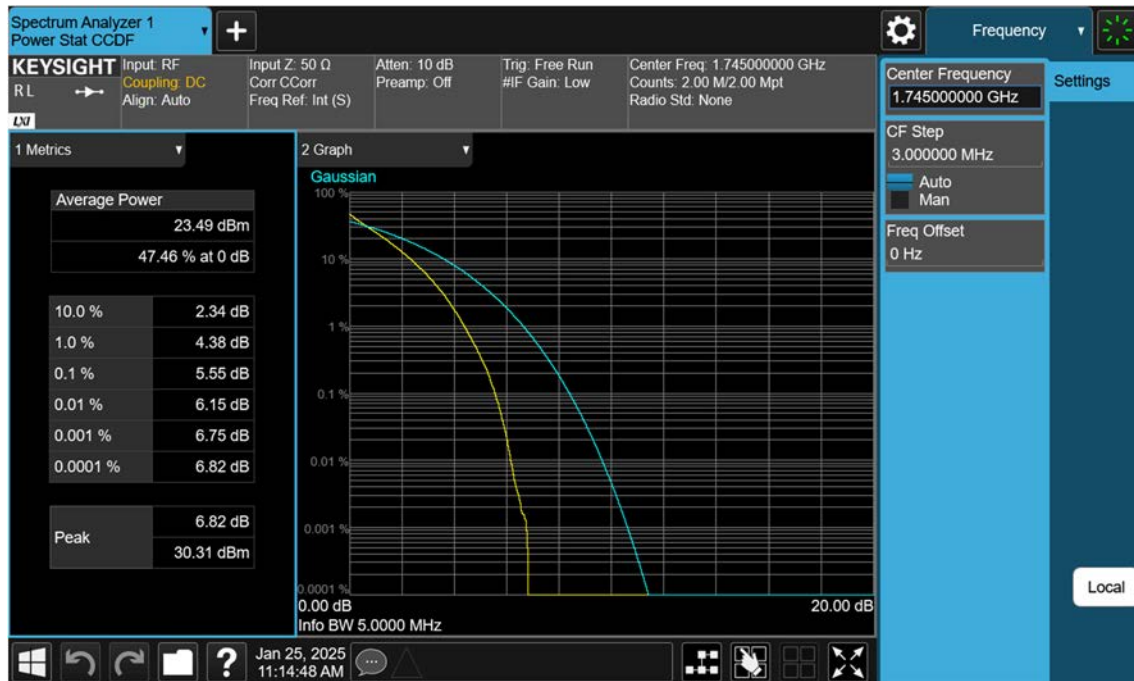 Spectrum Analyzer 1
Power Stat CCDF
Frequency
KEYSIGHT
RL
LXI
Input: RF
Coupling: DC
Align: Auto
Input Z: 50 Ω
Corr CCorr
Freq Ref: Int (S)
Atten: 10 dB
Preamp: Off
Trig: Free Run
#IF Gain: Low
Center Freq: 1.745000000 GHz
Counts: 2.00 M/2.00 Mpt
Radio Std: None
Center Frequency
1.745000000 GHz
Settings
CF Step
3.000000 MHz
Auto
Man
Freq Offset
0 Hz
1 Metrics
Average Power
23.49 dBm
47.46 % at 0 dB
10.0 % 2.34 dB
1.0 % 4.38 dB
0.1 % 5.55 dB
0.01 % 6.15 dB
0.001 % 6.75 dB
0.0001 % 6.82 dB
Peak 6.82 dB
30.31 dBm
2 Graph
Gaussian
100 %
10 %
1 %
0.1 %
0.01 %
0.001 %
0.0001 %
0.00 dB 20.00 dB
Info BW 5.0000 MHz
Local
?
Jan 25, 2025
11:14:48 AM